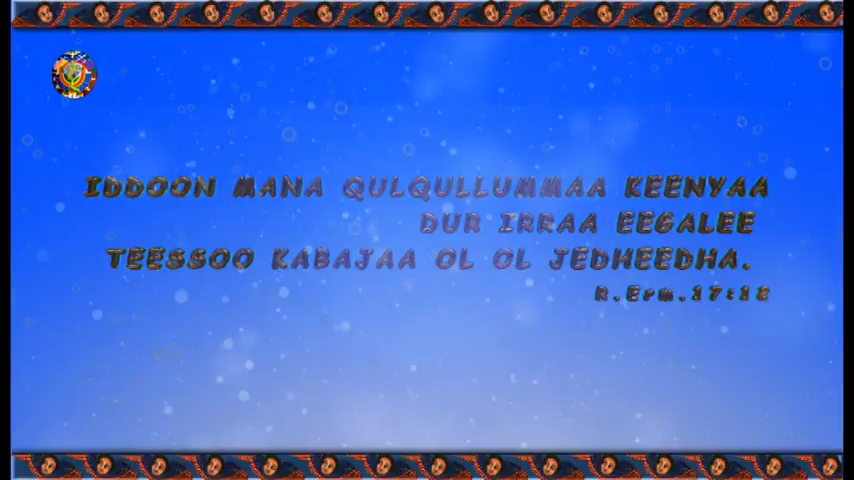 IDDOON MANA QULQULLUMMAA KEENYAA
DUR IRRAA EEGALEE
TEESSOO KABAJAA OL OL JEDHEEDHA.
R.Erm.17:12